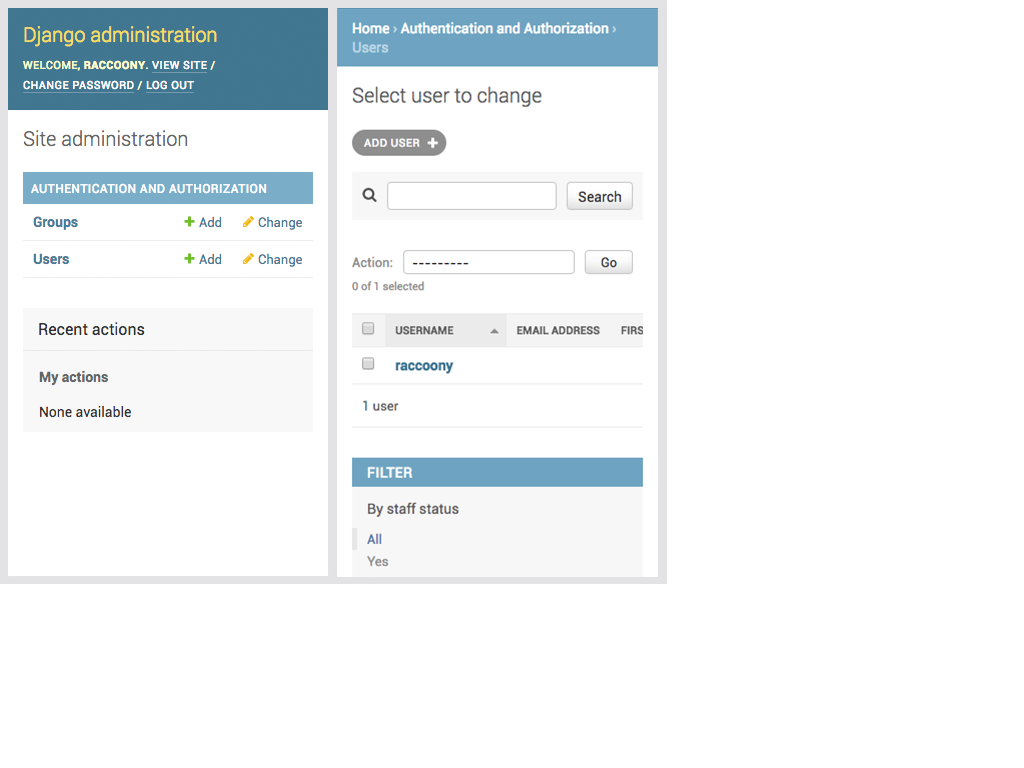 Django administration
WELCOME, RACCOONY. VIEW SITE /
CHANGE PASSWORD / LOG OUT
Site administration
AUTHENTICATION AND AUTHORIZATION
Groups Add Change
Users Add Change
Recent actions
My actions
None available
Home › Authentication and Authorization ›
Users
Select user to change
ADD USER +
Search
Action: --------- Go
0 of 1 selected
USERNAME EMAIL ADDRESS FIRS
raccoony
1 user
FILTER
By staff status
All
Yes